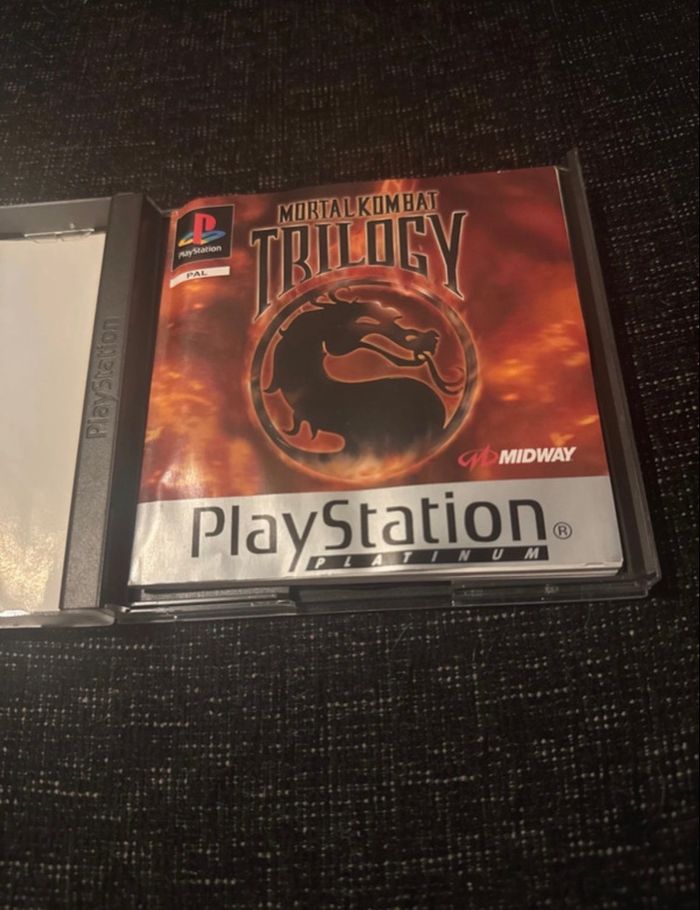 PlayStation
PlayStation
PAL
MORTAL KOMBAT
TRILOGY
MIDWAY
PlayStation®
PLATINUM